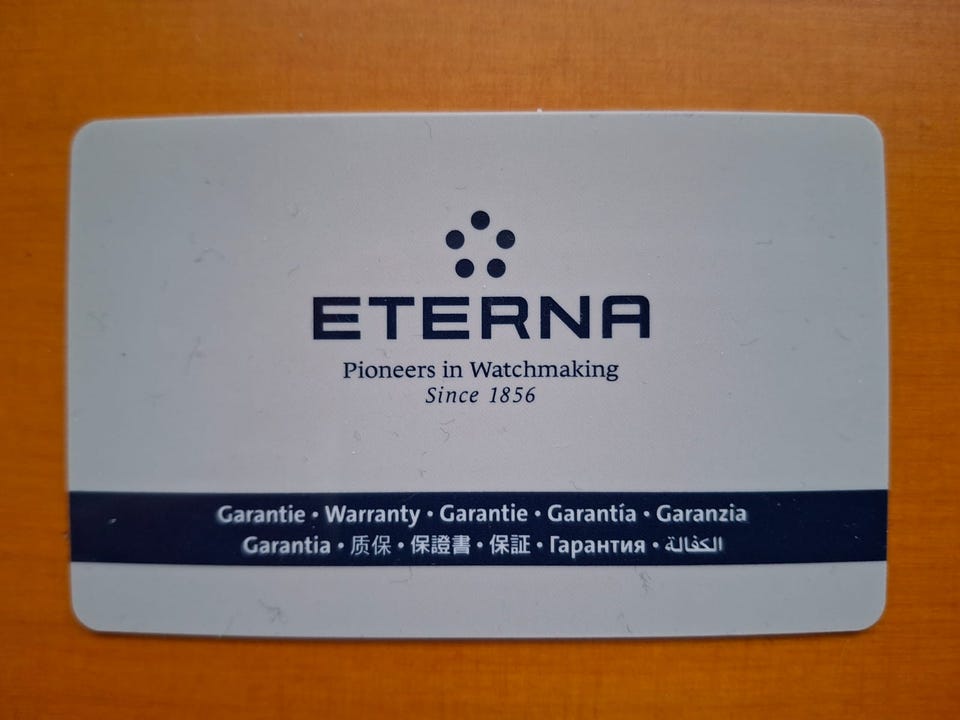 ETERNA
Pioneers in Watchmaking
Since 1856
Garantie · Warranty · Garantie · Garantía · Garanzia
Garantia · 质保 · 保證書 · 保証 · Гарантия · الكفالة